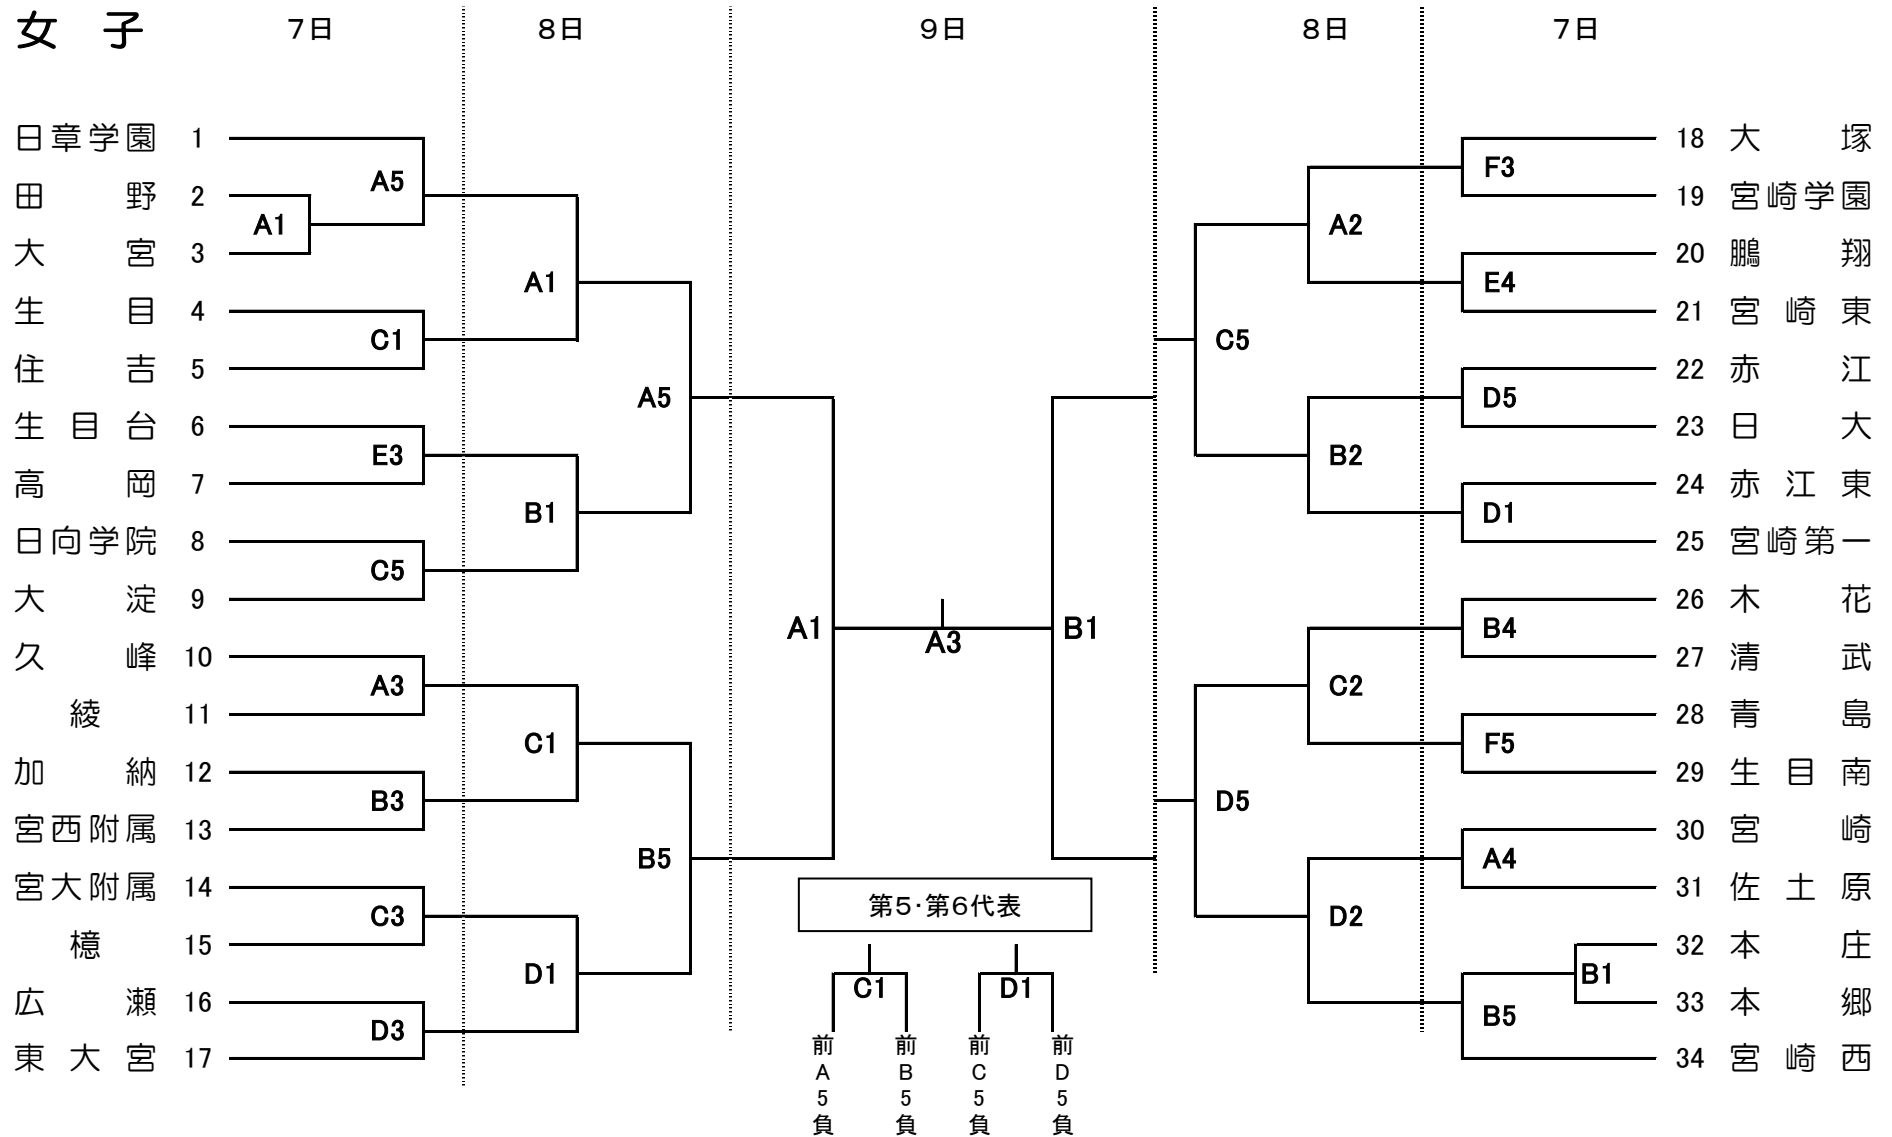 女 子 7日 8日 9日 8日 7日
日章学園 1 18 大 塚
A5 F3
田 野 2 19 宮崎学園
A1 A2
大 宮 3 20 鵬 翔
A1 E4
生 目 4 21 宮 崎 東
C1 C5
住 吉 5 22 赤 江
A5 D5
生 目 台 6 23 日 大
E3 B2
高 岡 7 24 赤 江 東
B1 D1
日向学院 8 25 宮崎第一
C5
大 淀 9 26 木 花
A1 A3 B1 B4
久 峰 10 27 清 武
A3 C2
綾 11 28 青 島
C1 F5
加 納 12 29 生 目 南
B3 D5
宮西附属 13 30 宮 崎
B5 A4
宮大附属 14 31 佐 土 原
第5・第6代表
C3 D2
檍 15 32 本 庄
D1 C1 D1 B1
広 瀬 16 33 本 郷
D3 B5
東 大 宮 17 34 宮 崎 西
前A5負 前B5負 前C5負 前D5負